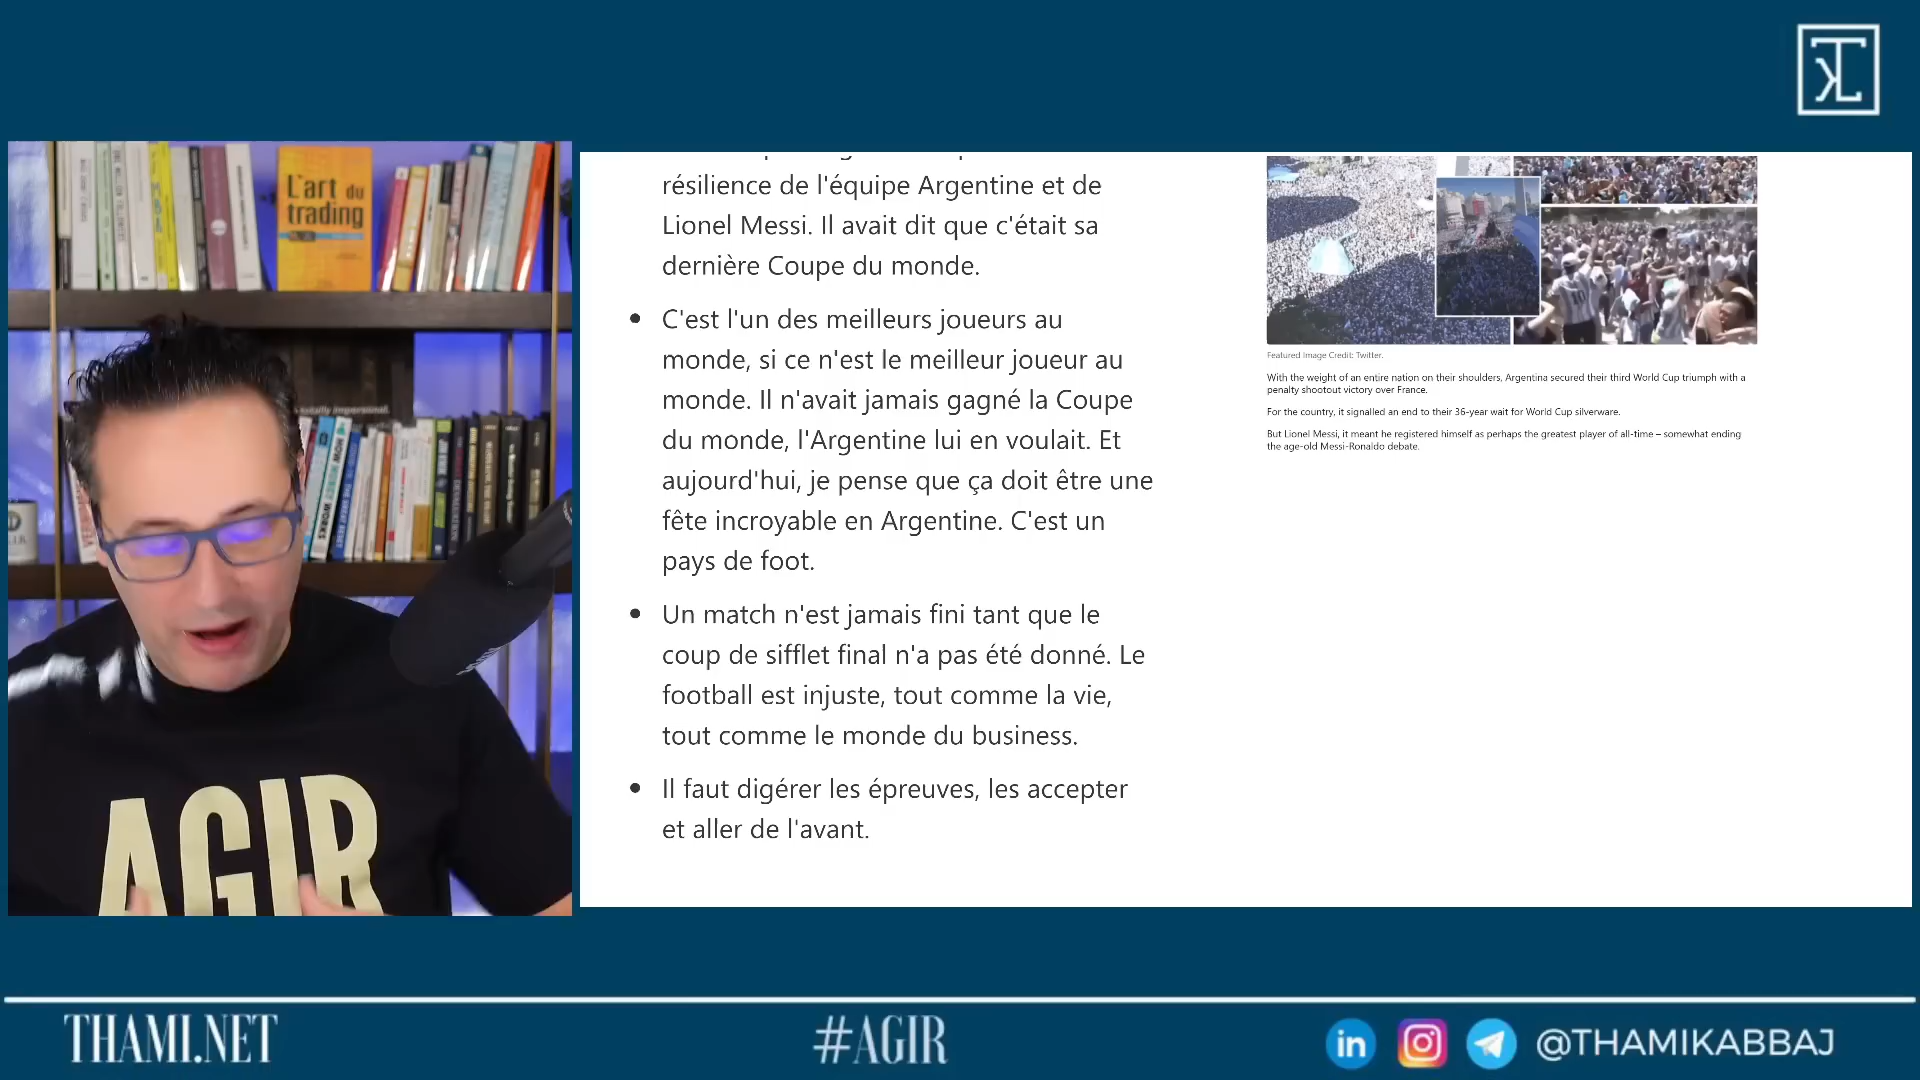 L'art du
trading
totally impersonal.
HOW
WORKS
AGIR
résilience de l'équipe Argentine et de
Lionel Messi. Il avait dit que c'était sa
dernière Coupe du monde.
C'est l'un des meilleurs joueurs au
monde, si ce n'est le meilleur joueur au
monde. Il n'avait jamais gagné la Coupe
du monde, l'Argentine lui en voulait. Et
aujourd'hui, je pense que ça doit être une
fête incroyable en Argentine. C'est un
pays de foot.
Un match n'est jamais fini tant que le
coup de sifflet final n'a pas été donné. Le
football est injuste, tout comme la vie,
tout comme le monde du business.
Il faut digérer les épreuves, les accepter
et aller de l'avant.
10
Featured Image Credit: Twitter.
With the weight of an entire nation on their shoulders, Argentina secured their third World Cup triumph with a
penalty shootout victory over France.
For the country, it signalled an end to their 36-year wait for World Cup silverware.
But Lionel Messi, it meant he registered himself as perhaps the greatest player of all-time – somewhat ending
the age-old Messi-Ronaldo debate.
THAMI.NET
#AGIR
in
@THAMIKABBAJ